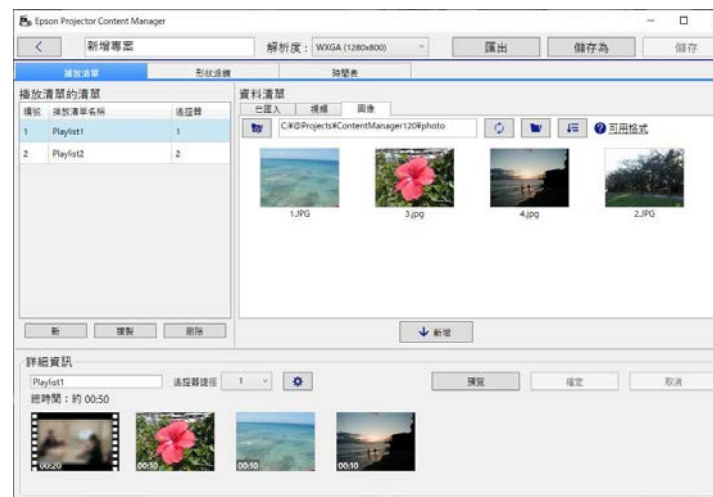 Epson Projector Content Manager
新增專案
解析度：
WXGA (1280x800)
匯出
儲存為
儲存
播放清單
形狀遮罩
時間表
播放清單的清單
編號
播放清單名稱
遙控器
1
Playlist1
1
2
Playlist2
2
新
複製
刪除
資料清單
已匯入
視頻
圖像
C:¥@Projects¥ContentManager120¥photo
可用格式
1.JPG
3.jpg
4.jpg
2.JPG
新增
詳細資訊
Playlist1
遙控器捷徑
1
預覽
確定
取消
總時間：約 00:50
00:20
00:10
00:10
00:10